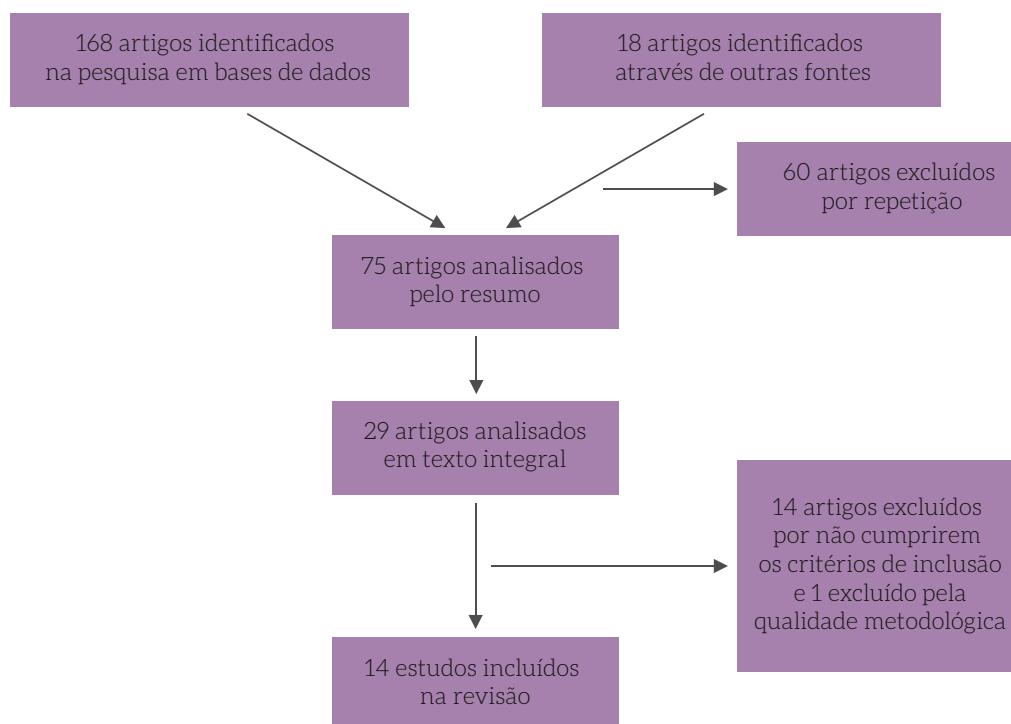 168 artigos identificados
na pesquisa em bases de dados
18 artigos identificados
através de outras fontes
60 artigos excluídos
por repetição
75 artigos analisados
pelo resumo
29 artigos analisados
em texto integral
14 artigos excluídos
por não cumprirem
os critérios de inclusão
e 1 excluído pela
qualidade metodológica
14 estudos incluídos
na revisão